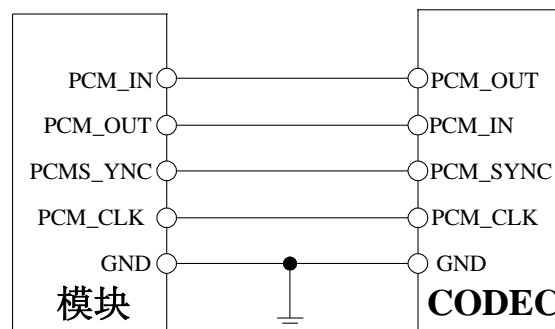 PCM_IN PCM_OUT
PCM_OUT PCM_IN
PCMS_YNC PCM_SYNC
PCM_CLK PCM_CLK
GND GND
模块 CODEC